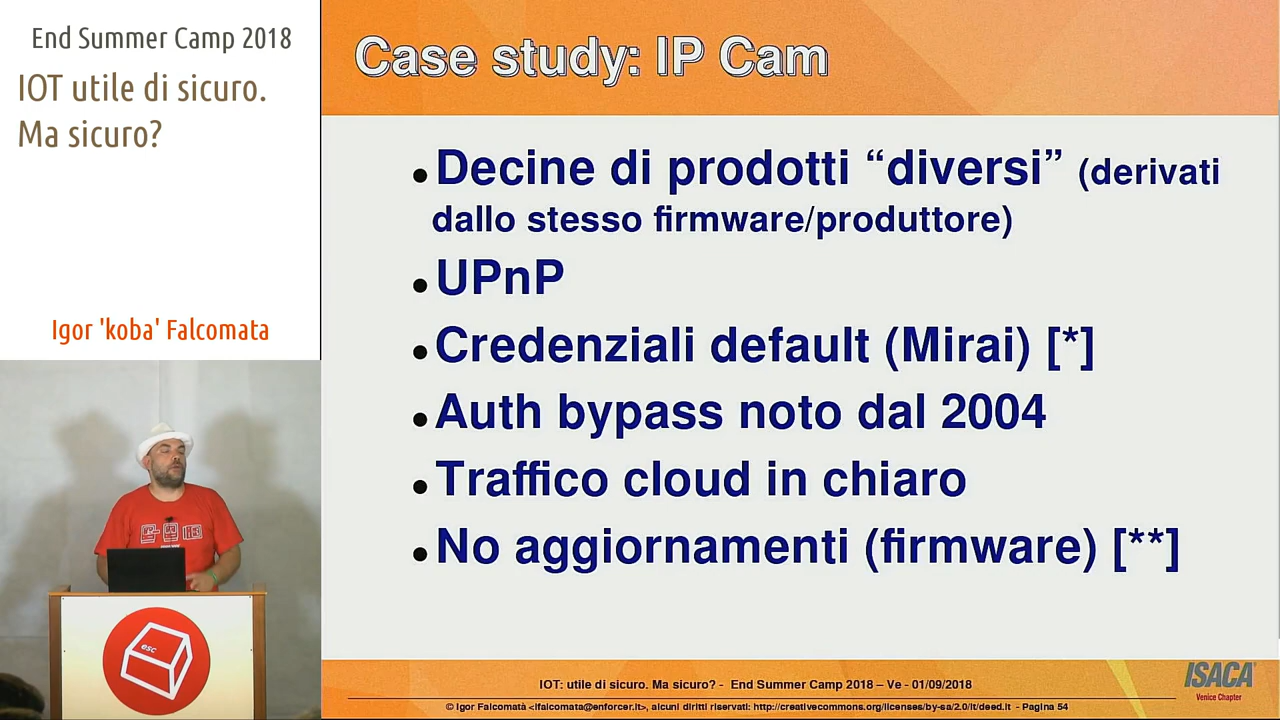 End Summer Camp 2018
IOT utile di sicuro.
Ma sicuro?
Igor 'koba' Falcomata
esc
Case study: IP Cam
Decine di prodotti “diversi” (derivati
dallo stesso firmware/produttore)
UPnP
Credenziali default (Mirai) [*]
Auth bypass noto dal 2004
Traffico cloud in chiaro
No aggiornamenti (firmware) [**]
ISACA
Venice Chapter
IOT: utile di sicuro. Ma sicuro? - End Summer Camp 2018 – Ve - 01/09/2018
© Igor Falcomatà <ifalcomata@enforcer.it>, alcuni diritti riservati: http://creativecommons.org/licenses/by-sa/2.0/it/deed.it - Pagina 54